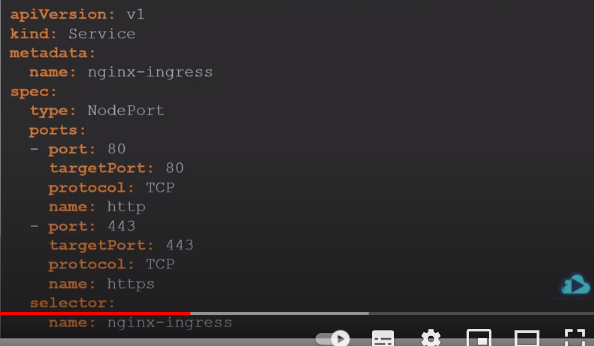 apiVersion: v1
kind: Service
metadata:
  name: nginx-ingress
spec:
  type: NodePort
  ports:
  - port: 80
    targetPort: 80
    protocol: TCP
    name: http
  - port: 443
    targetPort: 443
    protocol: TCP
    name: https
  selector:
    name: nginx-ingress